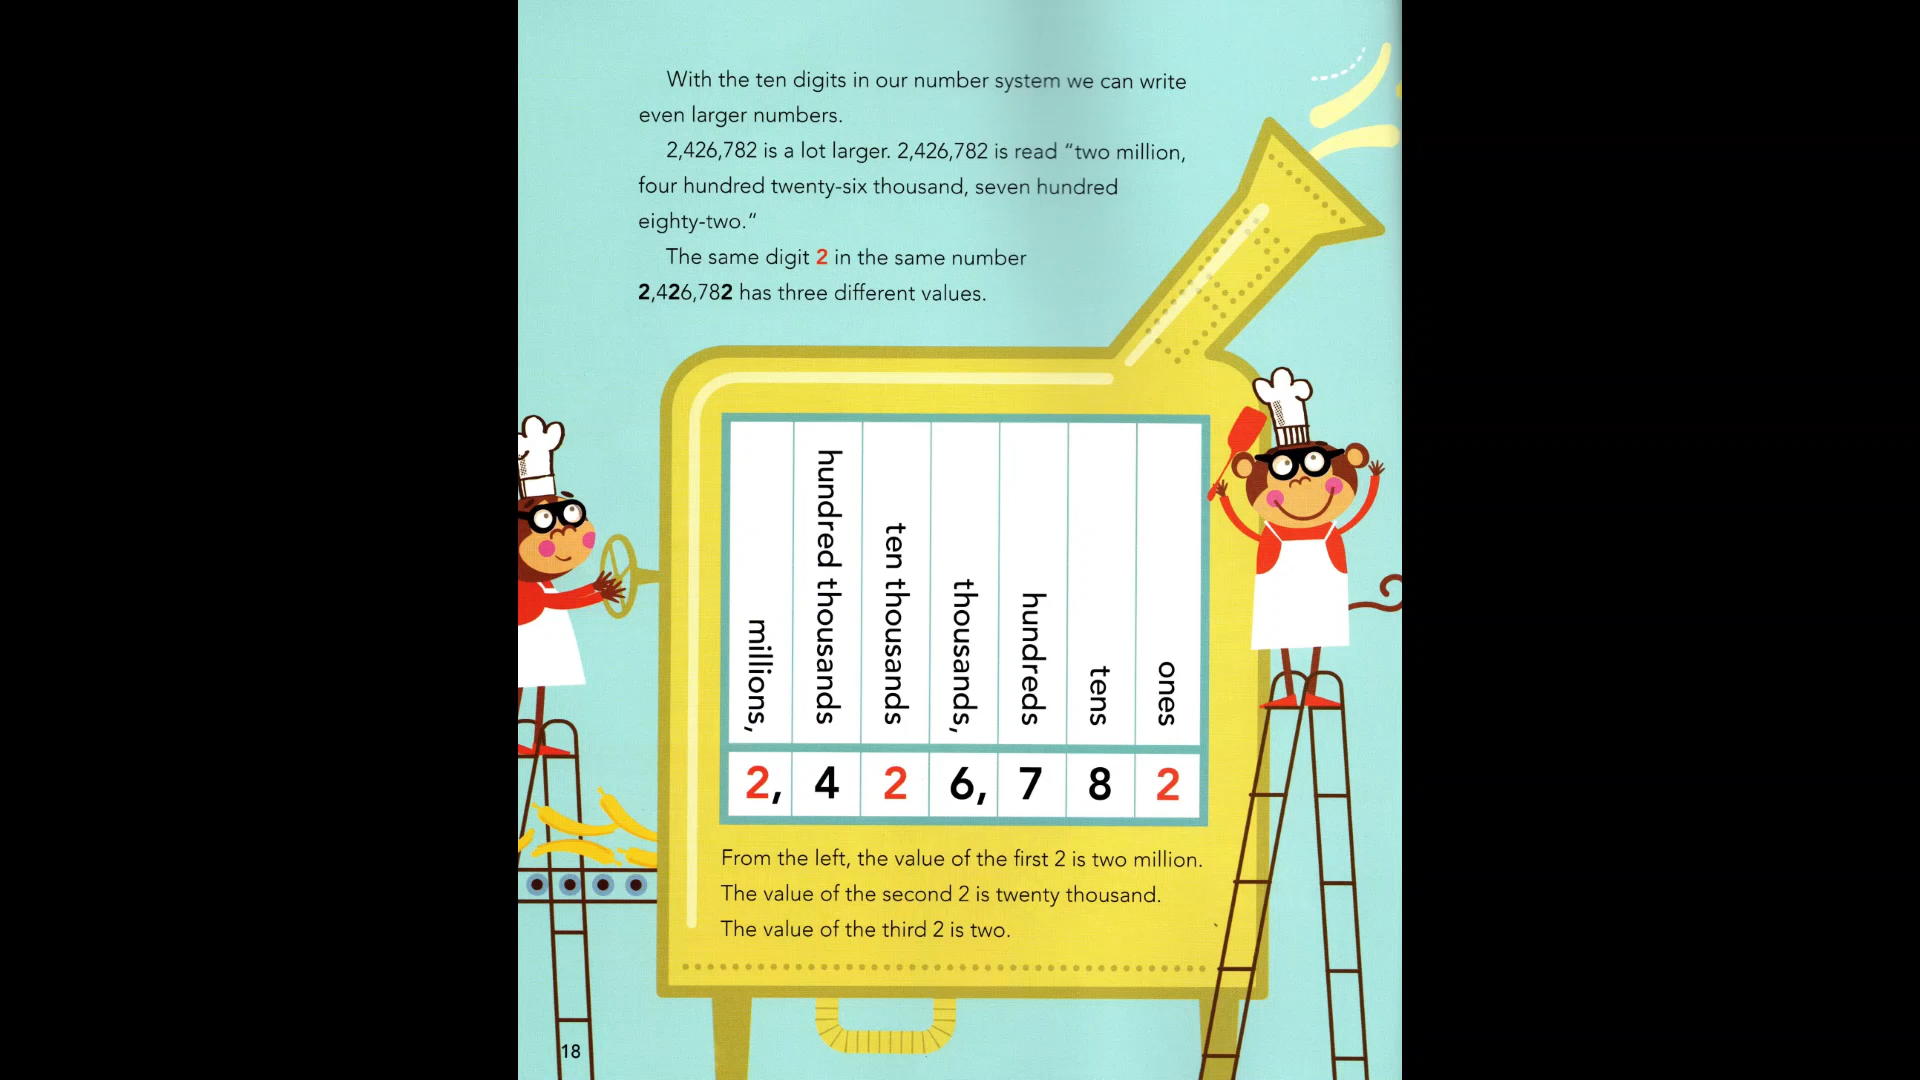 With the ten digits in our number system we can write
even larger numbers.
2,426,782 is a lot larger. 2,426,782 is read “two million,
four hundred twenty-six thousand, seven hundred
eighty-two.”
The same digit 2 in the same number
2,426,782 has three different values.
millions, hundred thousands ten thousands thousands, hundreds tens ones
2, 4 2 6, 7 8 2
From the left, the value of the first 2 is two million.
The value of the second 2 is twenty thousand.
The value of the third 2 is two.
18